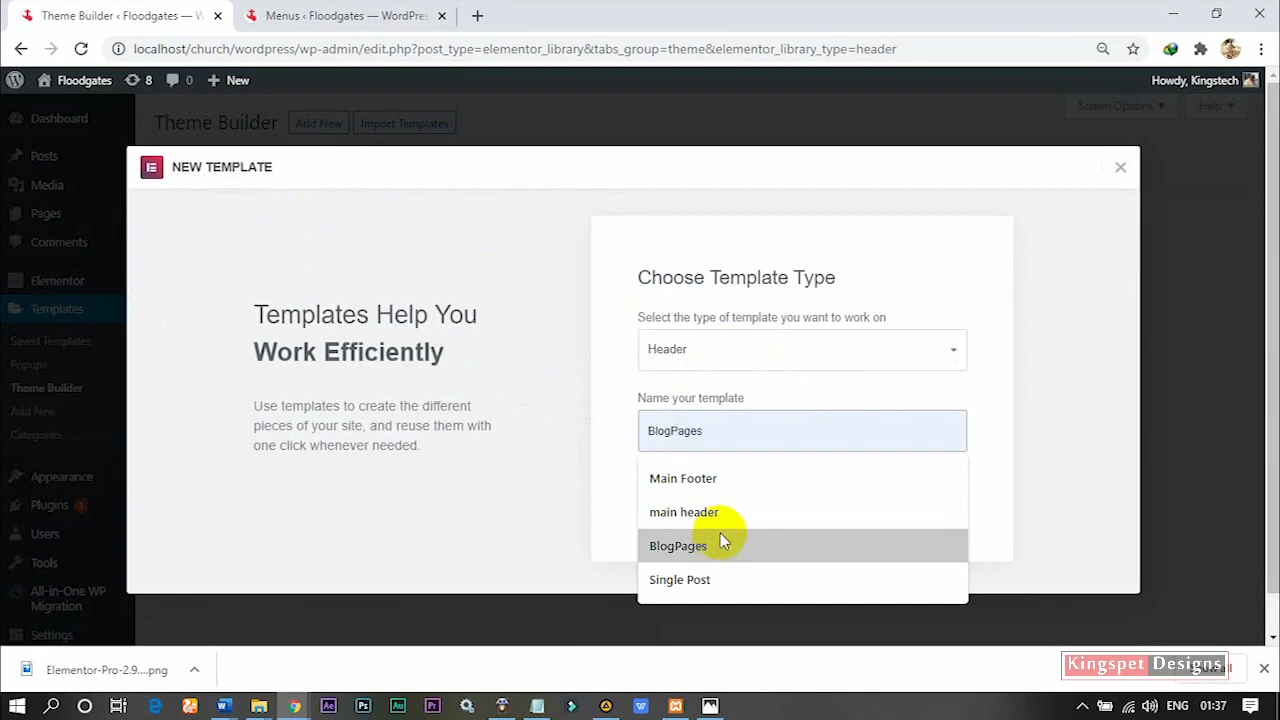 Theme Builder ‹ Floodgates — W
Menus ‹ Floodgates — WordPress
localhost/church/wordpress/wp-admin/edit.php?post_type=elementor_library&tabs_group=theme&elementor_library_type=header
Floodgates
8
0
New
Howdy, Kingstech
Dashboard
Posts
Media
Pages
Comments
Elementor
Templates
Saved Templates
Popups
Theme Builder
Add New
Categories
Appearance
Plugins 3
Users
Tools
All-in-One WP
Migration
Settings
Theme Builder
Add New
Import Templates
Screen Options
Help
NEW TEMPLATE
Templates Help You
Work Efficiently
Use templates to create the different
pieces of your site, and reuse them with
one click whenever needed.
Choose Template Type
Select the type of template you want to work on
Header
Name your template
BlogPages
Main Footer
main header
BlogPages
Single Post
Elementor-Pro-2.9....png
Kingspet Designs
ENG
01:37